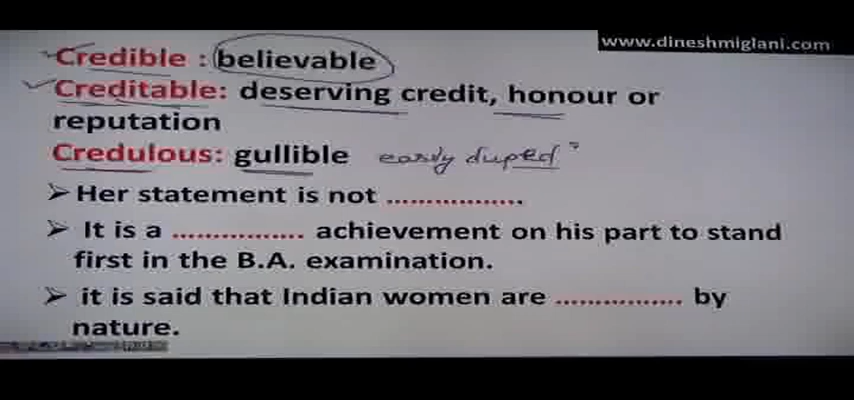 www.dineshmiglani.com
Credible : believable
Creditable: deserving credit, honour or
reputation
Credulous: gullible easily duped
➢ Her statement is not .................
➢ It is a ................ achievement on his part to stand
first in the B.A. examination.
➢ it is said that Indian women are ................ by
nature.